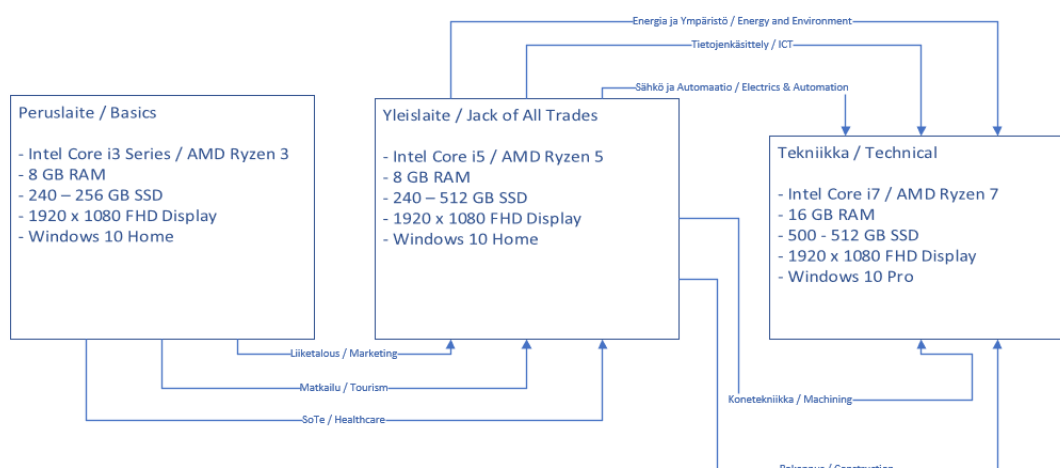 Energia ja Ympäristö / Energy and Environment
Tietojenkäsittely / ICT
Sähkö ja Automaatio / Electrics & Automation
Peruslaite / Basics
- Intel Core i3 Series / AMD Ryzen 3
- 8 GB RAM
- 240 – 256 GB SSD
- 1920 x 1080 FHD Display
- Windows 10 Home
Yleislaite / Jack of All Trades
- Intel Core i5 / AMD Ryzen 5
- 8 GB RAM
- 240 – 512 GB SSD
- 1920 x 1080 FHD Display
- Windows 10 Home
Tekniikka / Technical
- Intel Core i7 / AMD Ryzen 7
- 16 GB RAM
- 500 - 512 GB SSD
- 1920 x 1080 FHD Display
- Windows 10 Pro
Liiketalous / Marketing
Matkailu / Tourism
SoTe / Healthcare
Konetekniikka / Machining
/ Construction